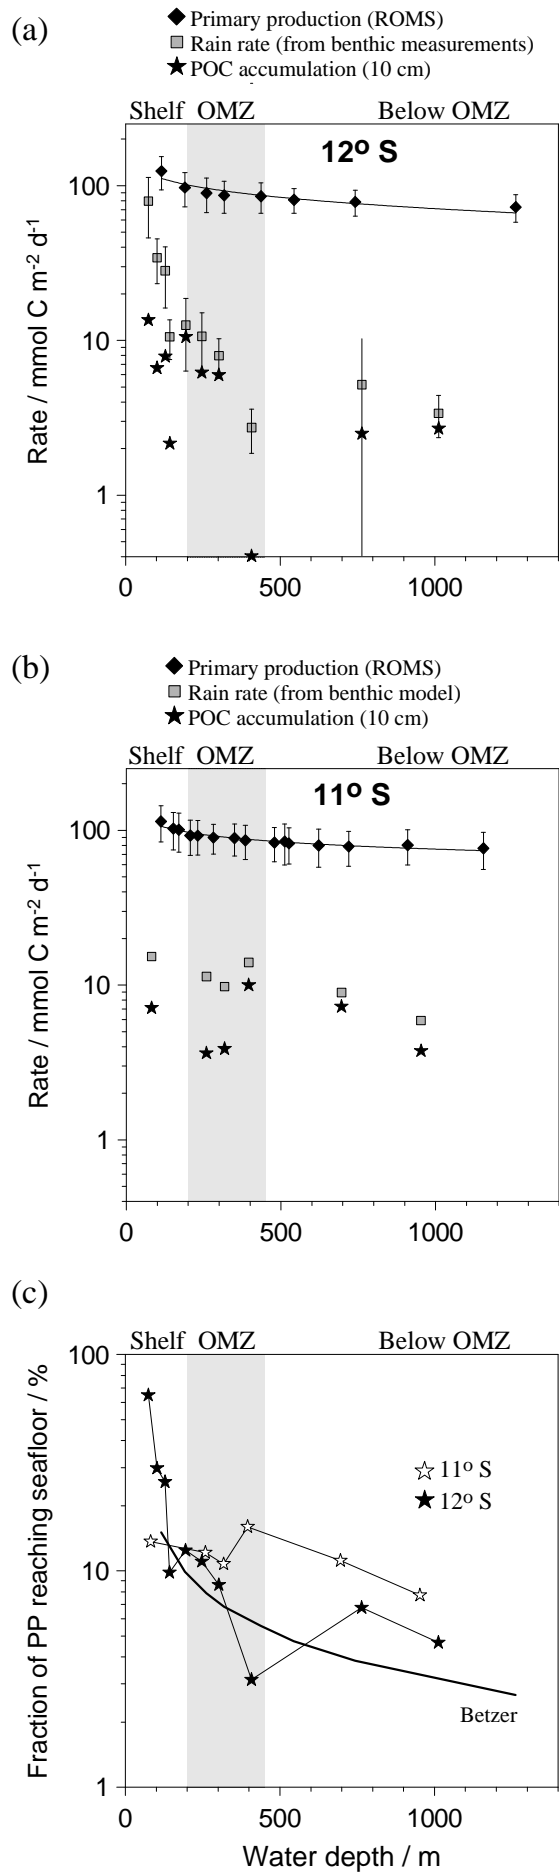 (a)
Primary production (ROMS)
Rain rate (from benthic measurements)
POC accumulation (10 cm)
Shelf OMZ Below OMZ
12º S
100
10
1
Rate / mmol C m-2 d-1
0 500 1000
(b)
Primary production (ROMS)
Rain rate (from benthic model)
POC accumulation (10 cm)
Shelf OMZ Below OMZ
11º S
100
10
1
Rate / mmol C m-2 d-1
0 500 1000
(c)
Shelf OMZ Below OMZ
100
10
1
Fraction of PP reaching seafloor / %
11º S
12º S
Betzer
0 500 1000
Water depth / m